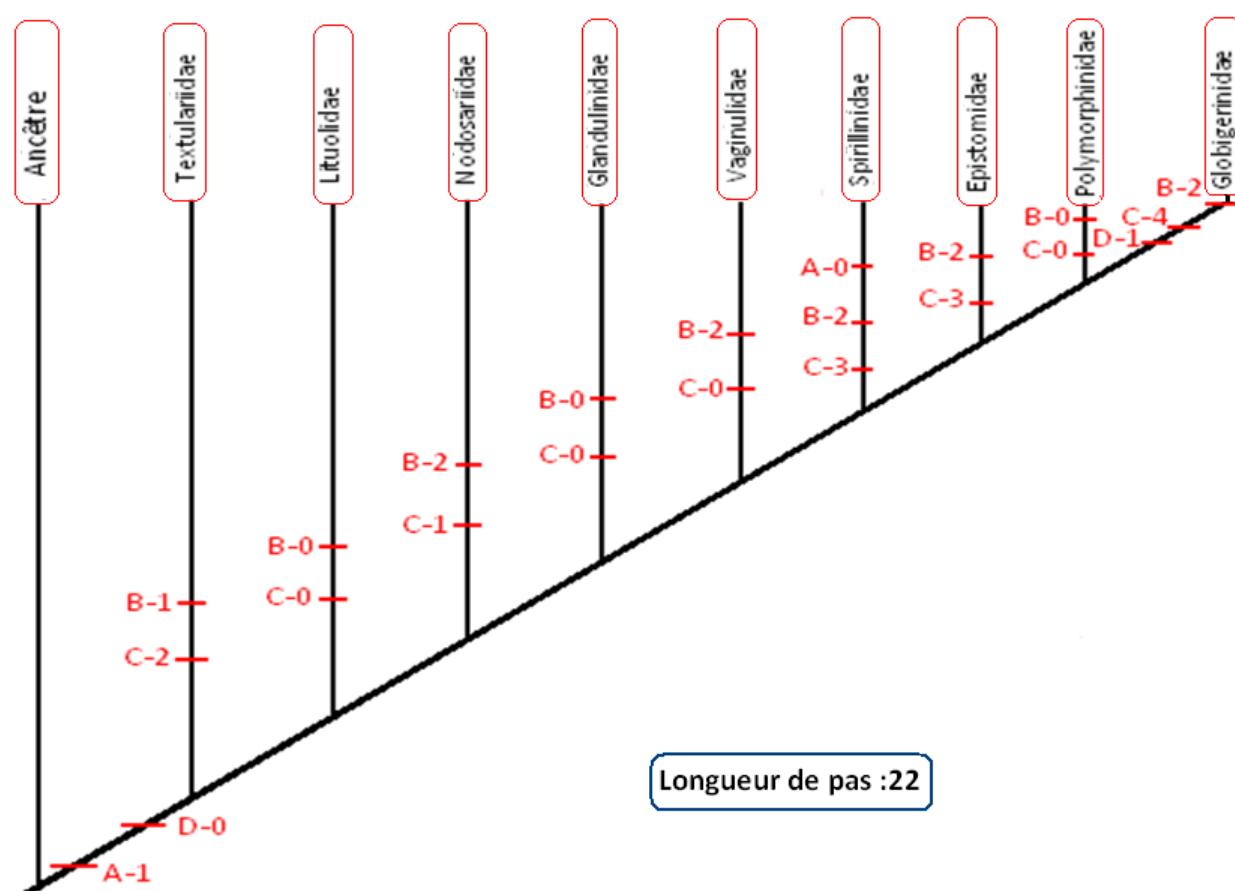 Ancêtre
Textulariidae
Lituolidae
Nodosariidae
Glandulinidae
Vaginulidae
Spirillinidae
Epistomidae
Polymorphinidae
Globigerinidae
B-2
B-0
C-4
D-1
C-0
B-2
A-0
C-3
B-2
B-2
C-3
C-0
B-0
C-0
B-2
C-1
B-0
C-0
B-1
C-2
Longueur de pas :22
D-0
A-1